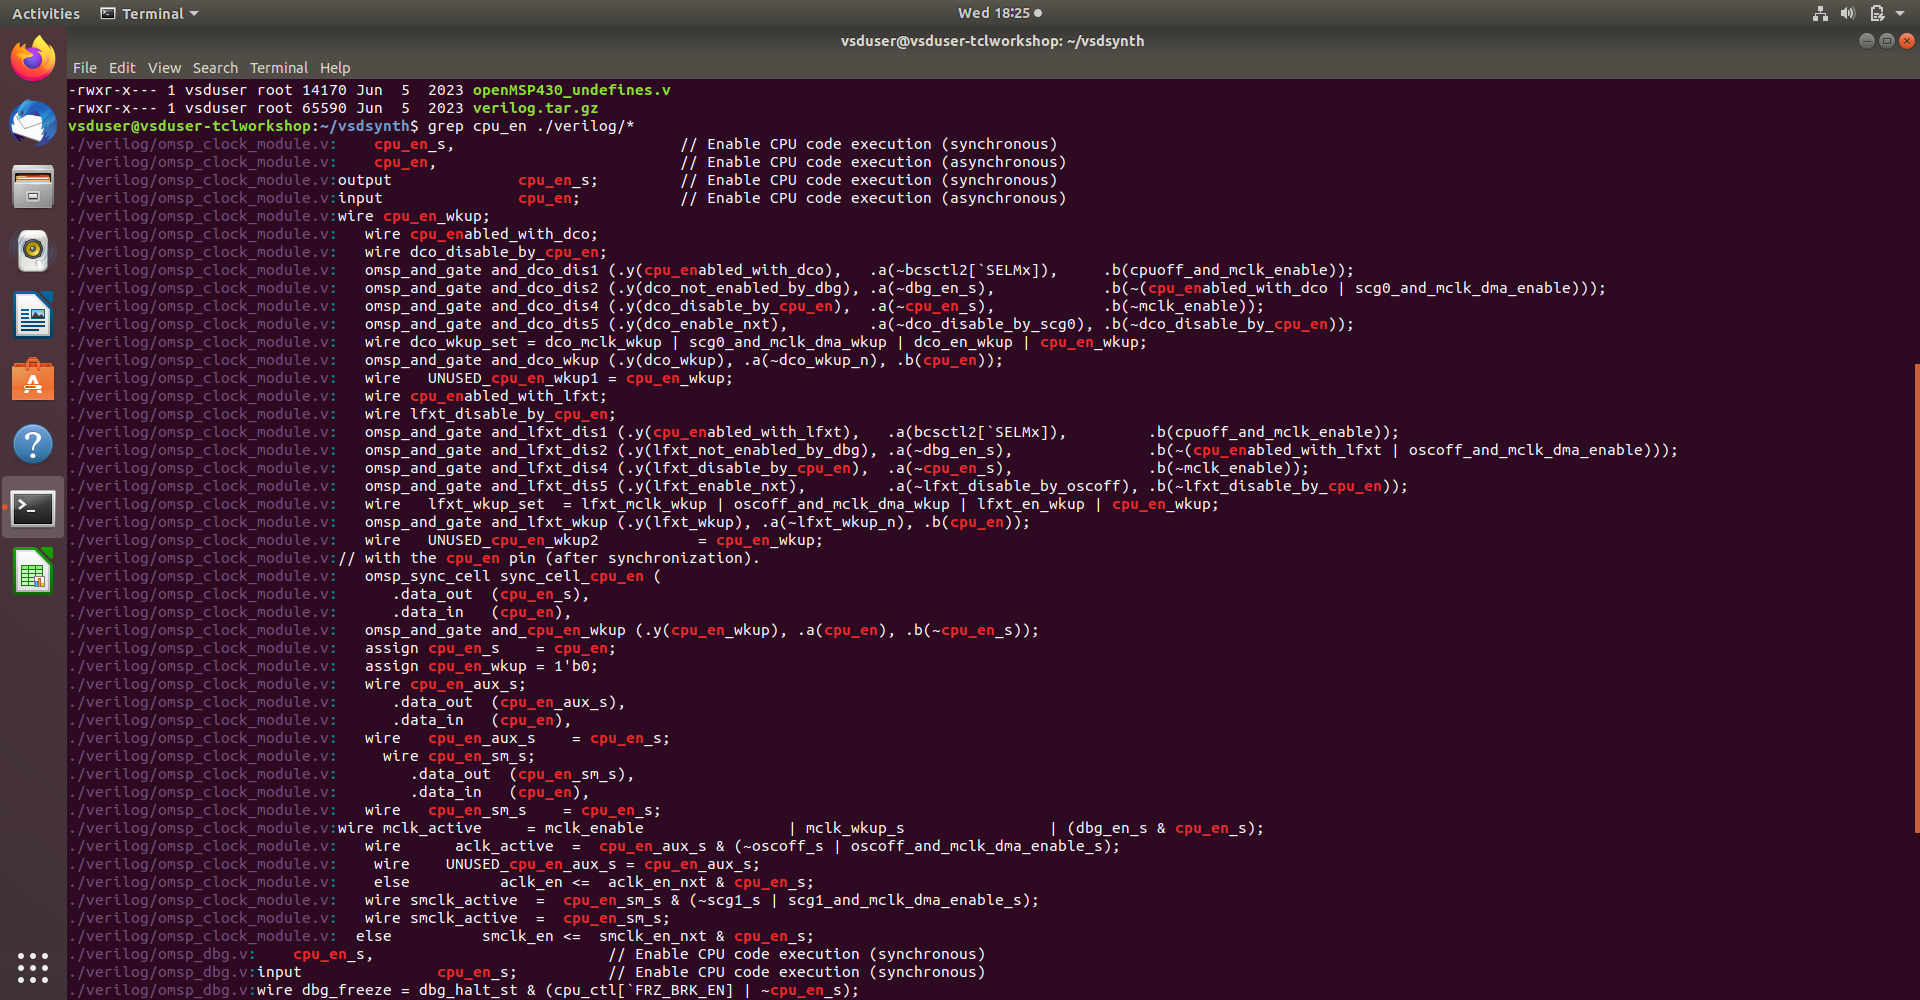 Activities Terminal Wed 18:25
vsduser@vsduser-tclworkshop: ~/vsdsynth
File Edit View Search Terminal Help
-rwxr-x--- 1 vsduser root 14170 Jun  5  2023 openMSP430_undefines.v
-rwxr-x--- 1 vsduser root 65590 Jun  5  2023 verilog.tar.gz
vsduser@vsduser-tclworkshop:~/vsdsynth$ grep cpu_en ./verilog/*
./verilog/omsp_clock_module.v:    cpu_en_s,                         // Enable CPU code execution (synchronous)
./verilog/omsp_clock_module.v:    cpu_en,                           // Enable CPU code execution (asynchronous)
./verilog/omsp_clock_module.v:output              cpu_en_s;         // Enable CPU code execution (synchronous)
./verilog/omsp_clock_module.v:input               cpu_en;           // Enable CPU code execution (asynchronous)
./verilog/omsp_clock_module.v:wire cpu_en_wkup;
./verilog/omsp_clock_module.v:   wire cpu_enabled_with_dco;
./verilog/omsp_clock_module.v:   wire dco_disable_by_cpu_en;
./verilog/omsp_clock_module.v:   omsp_and_gate and_dco_dis1 (.y(cpu_enabled_with_dco),   .a(~bcsctl2[`SELMx]),     .b(cpuoff_and_mclk_enable));
./verilog/omsp_clock_module.v:   omsp_and_gate and_dco_dis2 (.y(dco_not_enabled_by_dbg), .a(~dbg_en_s),            .b(~(cpu_enabled_with_dco | scg0_and_mclk_dma_enable)));
./verilog/omsp_clock_module.v:   omsp_and_gate and_dco_dis4 (.y(dco_disable_by_cpu_en),  .a(~cpu_en_s),            .b(~mclk_enable));
./verilog/omsp_clock_module.v:   omsp_and_gate and_dco_dis5 (.y(dco_enable_nxt),         .a(~dco_disable_by_scg0), .b(~dco_disable_by_cpu_en));
./verilog/omsp_clock_module.v:   wire dco_wkup_set = dco_mclk_wkup | scg0_and_mclk_dma_wkup | dco_en_wkup | cpu_en_wkup;
./verilog/omsp_clock_module.v:   omsp_and_gate and_dco_wkup (.y(dco_wkup), .a(~dco_wkup_n), .b(cpu_en));
./verilog/omsp_clock_module.v:   wire   UNUSED_cpu_en_wkup1 = cpu_en_wkup;
./verilog/omsp_clock_module.v:   wire cpu_enabled_with_lfxt;
./verilog/omsp_clock_module.v:   wire lfxt_disable_by_cpu_en;
./verilog/omsp_clock_module.v:   omsp_and_gate and_lfxt_dis1 (.y(cpu_enabled_with_lfxt),   .a(bcsctl2[`SELMx]),         .b(cpuoff_and_mclk_enable));
./verilog/omsp_clock_module.v:   omsp_and_gate and_lfxt_dis2 (.y(lfxt_not_enabled_by_dbg), .a(~dbg_en_s),               .b(~(cpu_enabled_with_lfxt | oscoff_and_mclk_dma_enable)));
./verilog/omsp_clock_module.v:   omsp_and_gate and_lfxt_dis4 (.y(lfxt_disable_by_cpu_en),  .a(~cpu_en_s),               .b(~mclk_enable));
./verilog/omsp_clock_module.v:   omsp_and_gate and_lfxt_dis5 (.y(lfxt_enable_nxt),         .a(~lfxt_disable_by_oscoff), .b(~lfxt_disable_by_cpu_en));
./verilog/omsp_clock_module.v:   wire   lfxt_wkup_set  = lfxt_mclk_wkup | oscoff_and_mclk_dma_wkup | lfxt_en_wkup | cpu_en_wkup;
./verilog/omsp_clock_module.v:   omsp_and_gate and_lfxt_wkup (.y(lfxt_wkup), .a(~lfxt_wkup_n), .b(cpu_en));
./verilog/omsp_clock_module.v:   wire   UNUSED_cpu_en_wkup2           = cpu_en_wkup;
./verilog/omsp_clock_module.v:// with the cpu_en pin (after synchronization).
./verilog/omsp_clock_module.v:   omsp_sync_cell sync_cell_cpu_en (
./verilog/omsp_clock_module.v:      .data_out  (cpu_en_s),
./verilog/omsp_clock_module.v:      .data_in   (cpu_en),
./verilog/omsp_clock_module.v:   omsp_and_gate and_cpu_en_wkup (.y(cpu_en_wkup), .a(cpu_en), .b(~cpu_en_s));
./verilog/omsp_clock_module.v:   assign cpu_en_s    = cpu_en;
./verilog/omsp_clock_module.v:   assign cpu_en_wkup = 1'b0;
./verilog/omsp_clock_module.v:   wire cpu_en_aux_s;
./verilog/omsp_clock_module.v:      .data_out  (cpu_en_aux_s),
./verilog/omsp_clock_module.v:      .data_in   (cpu_en),
./verilog/omsp_clock_module.v:   wire   cpu_en_aux_s    = cpu_en_s;
./verilog/omsp_clock_module.v:     wire cpu_en_sm_s;
./verilog/omsp_clock_module.v:        .data_out  (cpu_en_sm_s),
./verilog/omsp_clock_module.v:        .data_in   (cpu_en),
./verilog/omsp_clock_module.v:   wire   cpu_en_sm_s    = cpu_en_s;
./verilog/omsp_clock_module.v:wire mclk_active     = mclk_enable                | mclk_wkup_s                | (dbg_en_s & cpu_en_s);
./verilog/omsp_clock_module.v:   wire      aclk_active  =  cpu_en_aux_s & (~oscoff_s | oscoff_and_mclk_dma_enable_s);
./verilog/omsp_clock_module.v:    wire    UNUSED_cpu_en_aux_s = cpu_en_aux_s;
./verilog/omsp_clock_module.v:    else          aclk_en <=  aclk_en_nxt & cpu_en_s;
./verilog/omsp_clock_module.v:   wire smclk_active  =  cpu_en_sm_s & (~scg1_s | scg1_and_mclk_dma_enable_s);
./verilog/omsp_clock_module.v:   wire smclk_active  =  cpu_en_sm_s;
./verilog/omsp_clock_module.v:  else          smclk_en <=  smclk_en_nxt & cpu_en_s;
./verilog/omsp_dbg.v:    cpu_en_s,                          // Enable CPU code execution (synchronous)
./verilog/omsp_dbg.v:input               cpu_en_s;          // Enable CPU code execution (synchronous)
./verilog/omsp_dbg.v:wire dbg_freeze = dbg_halt_st & (cpu_ctl[`FRZ_BRK_EN] | ~cpu_en_s);